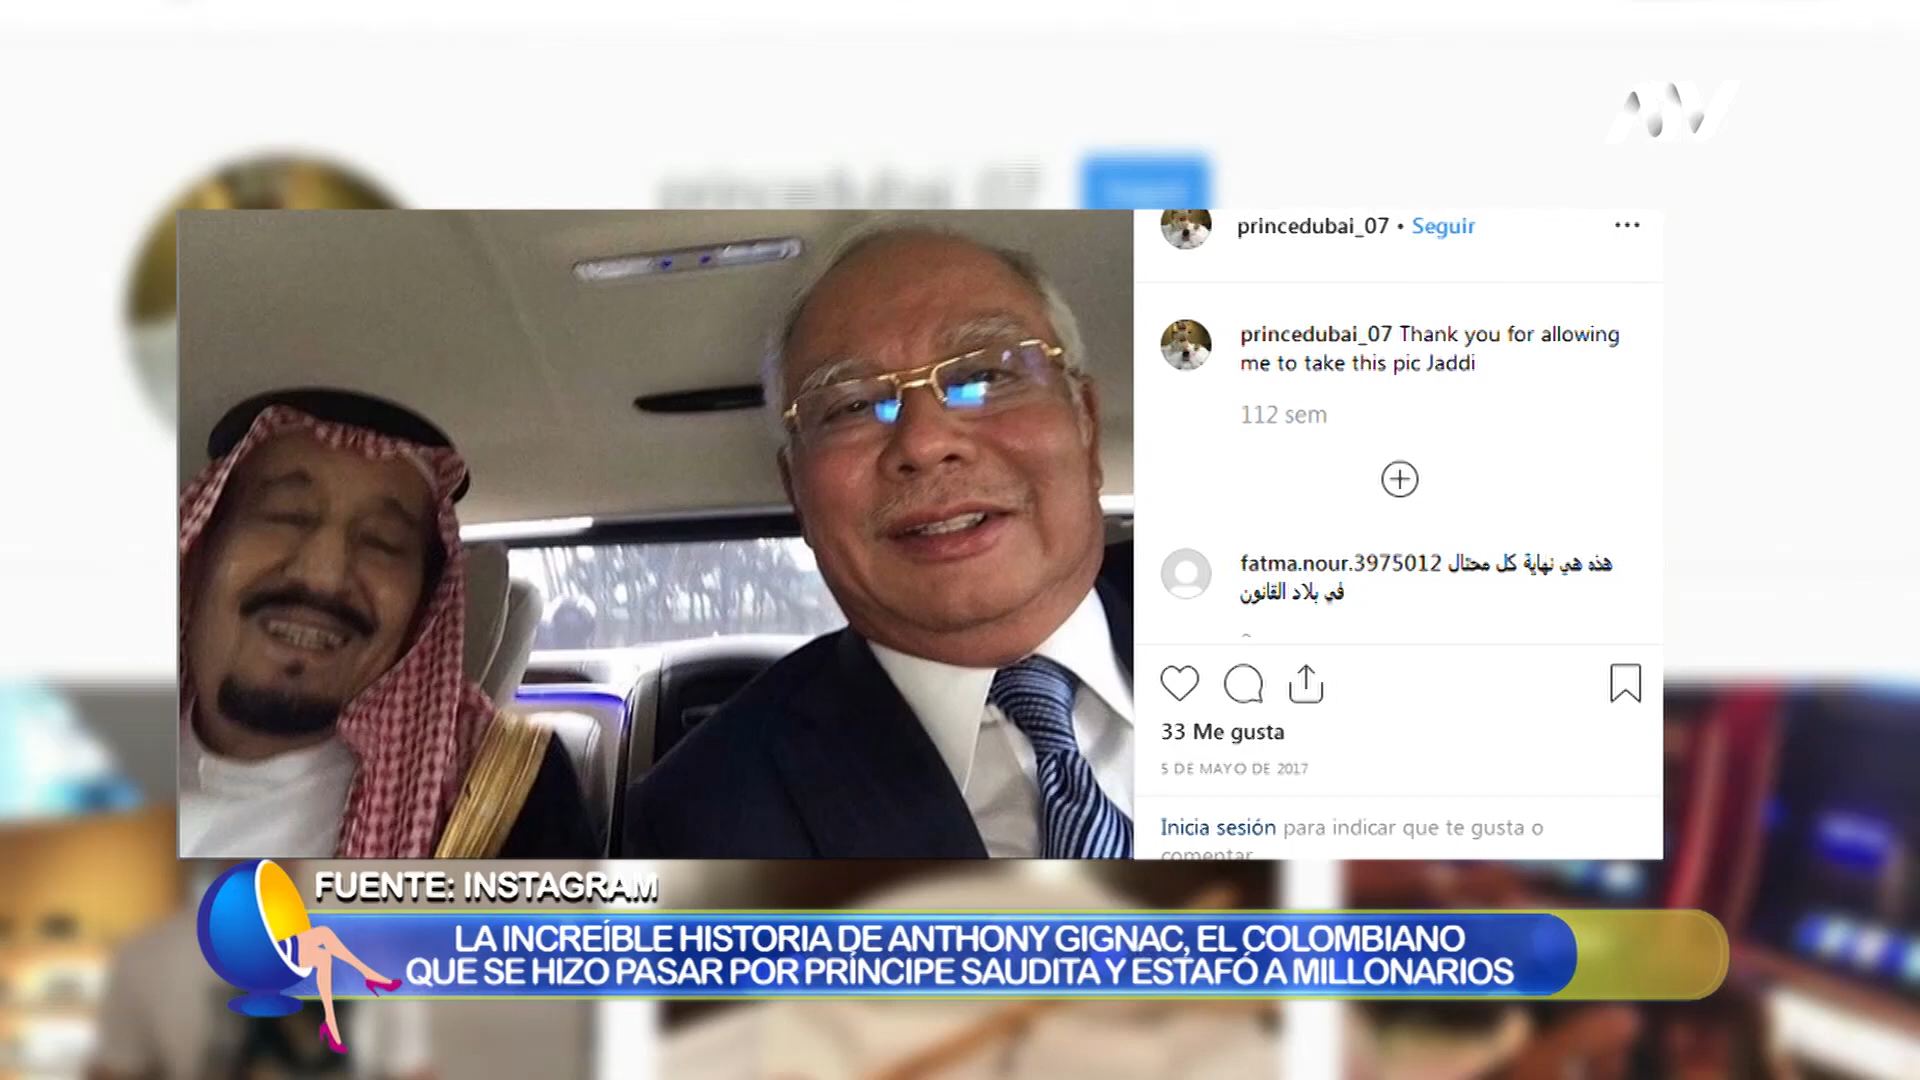 ATV
princedubai_07
princedubai_07 • Seguir
princedubai_07 Thank you for allowing
me to take this pic Jaddi
112 sem
fatma.nour.3975012 هذه هي نهاية كل محتال
في بلاد القانون
33 Me gusta
5 DE MAYO DE 2017
Inicia sesión para indicar que te gusta o
comentar
FUENTE: INSTAGRAM
LA INCREÍBLE HISTORIA DE ANTHONY GIGNAC, EL COLOMBIANO
QUE SE HIZO PASAR POR PRÍNCIPE SAUDITA Y ESTAFÓ A MILLONARIOS